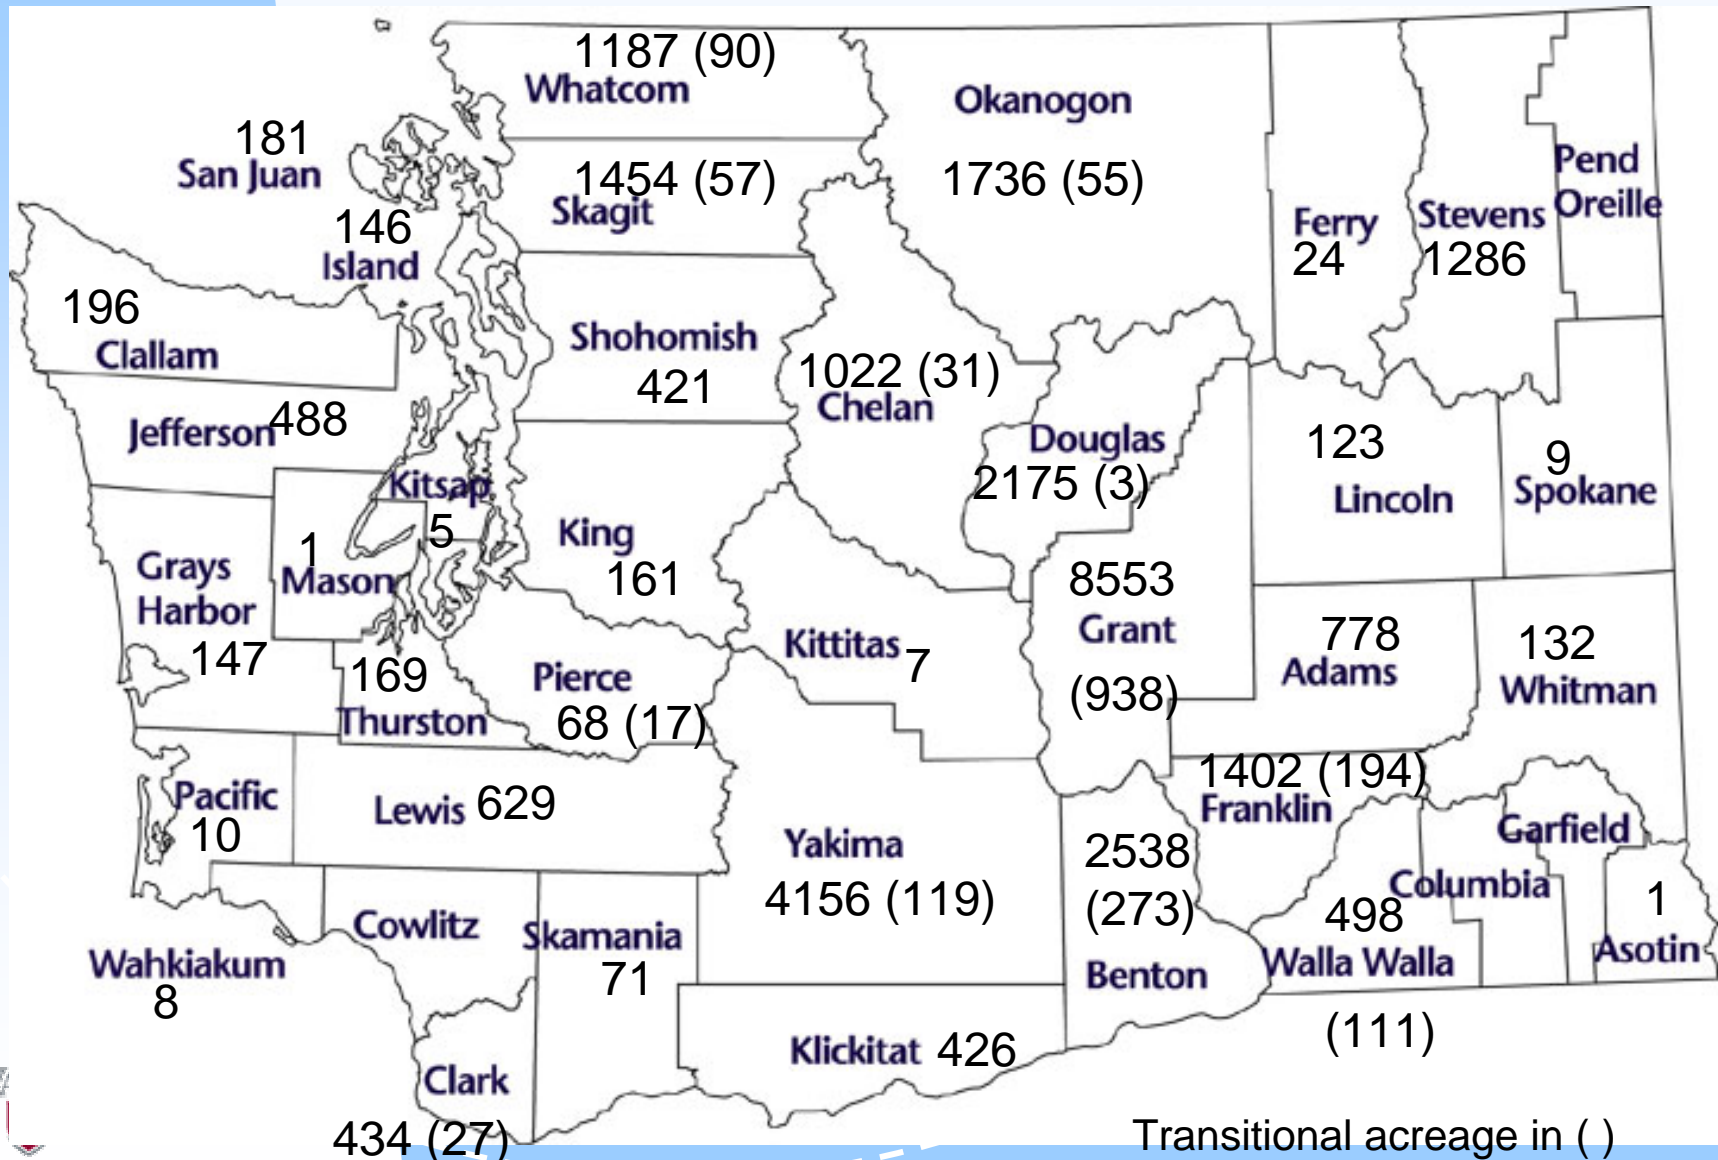 1187 (90)
Whatcom
Okanogon
181
San Juan
1454 (57)
Skagit
1736 (55)
Pend
Oreille
Ferry
24
Stevens
1286
146
Island
196
Clallam
Shohomish
421
1022 (31)
Chelan
Jefferson 488
Douglas
2175 (3)
123
Lincoln
9
Spokane
Kitsap
5
King
161
1
Mason
Grays
Harbor
147
8553
Grant
(938)
778
Adams
132
Whitman
Kittitas 7
169
Thurston
Pierce
68 (17)
1402 (194)
Franklin
Pacific
10
Lewis 629
Yakima
4156 (119)
2538
(273)
Benton
Garfield
Columbia
498
Walla Walla
(111)
1
Asotin
Cowlitz
Skamania
71
Wahkiakum
8
Klickitat 426
Clark
434 (27)
Transitional acreage in ( )